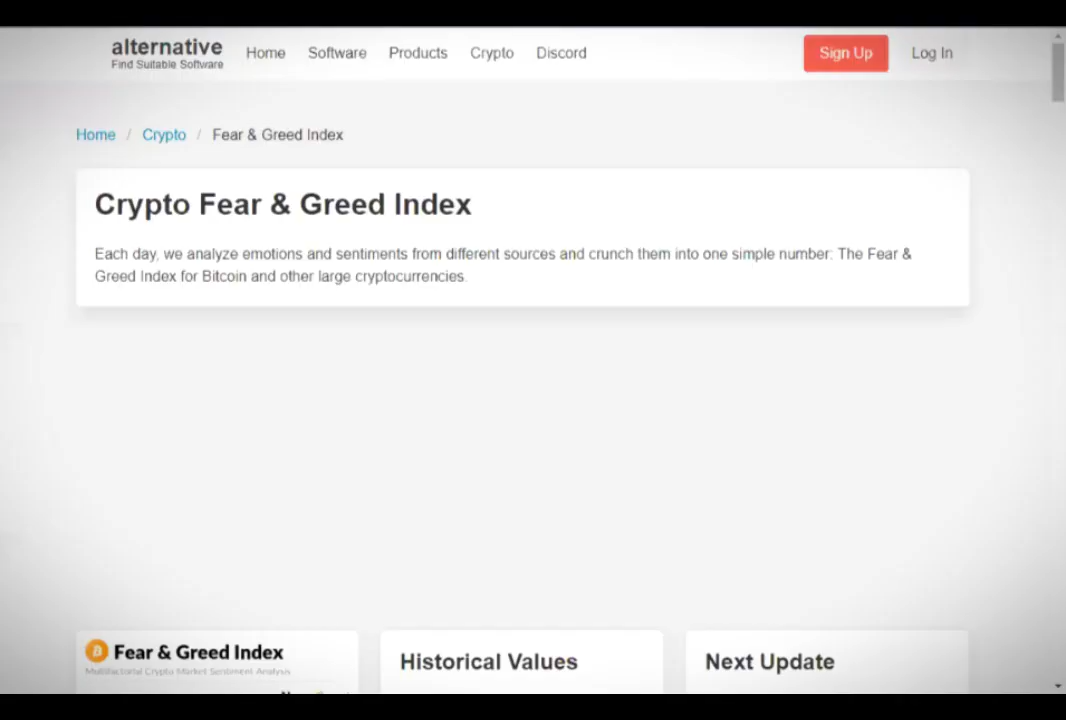 alternative
Find Suitable Software
Home Software Products Crypto Discord Sign Up Log In
Home / Crypto / Fear & Greed Index
Crypto Fear & Greed Index
Each day, we analyze emotions and sentiments from different sources and crunch them into one simple number: The Fear &
Greed Index for Bitcoin and other large cryptocurrencies.
Fear & Greed Index
Multifactorial Crypto Market Sentiment Analysis
Historical Values
Next Update